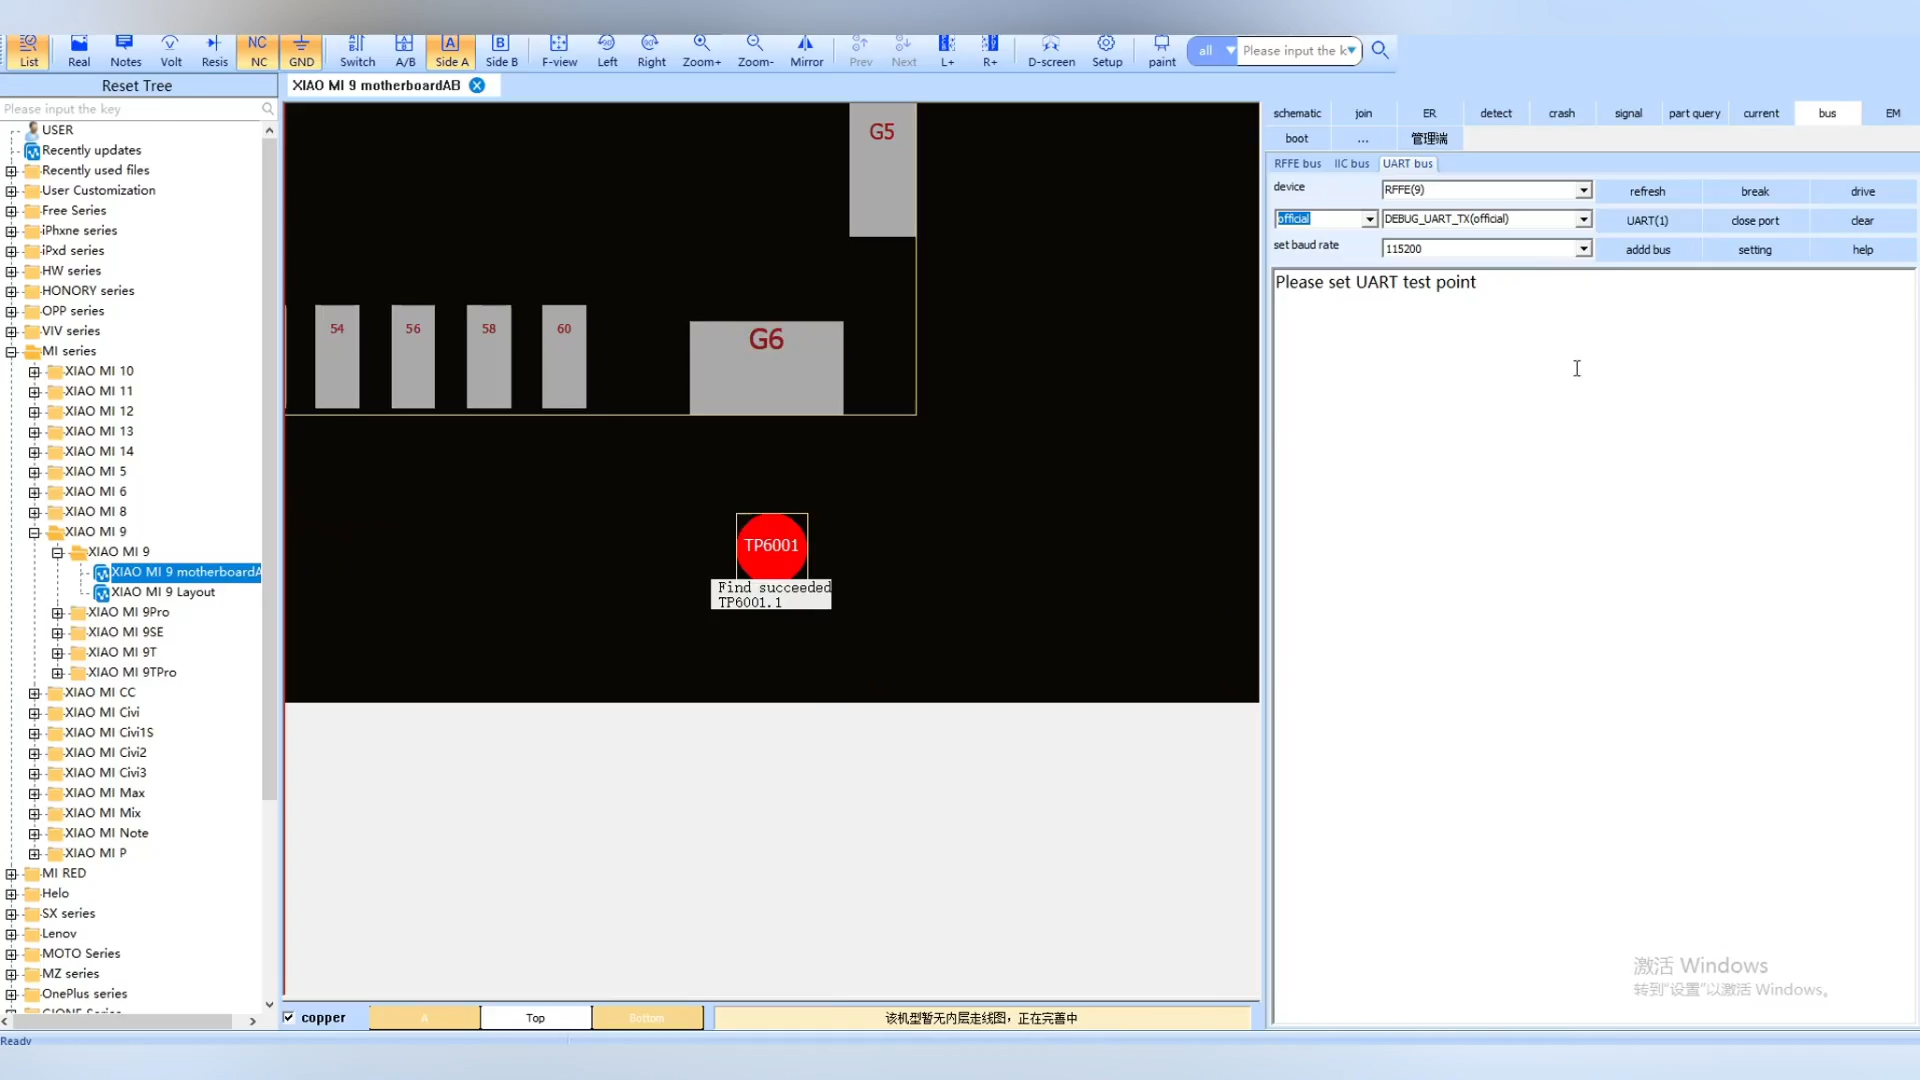 List Real Notes Volt Resis NC NC GND Switch A/B Side A Side B F-view Left Right Zoom+ Zoom- Mirror Prev Next L+ R+ D-screen Setup paint all Please input the k
Reset Tree
XIAO MI 9 motherboardAB
Please input the key
USER
Recently updates
Recently used files
User Customization
Free Series
iPhxne series
iPxd series
HW series
HONORY series
OPP series
VIV series
MI series
XIAO MI 10
XIAO MI 11
XIAO MI 12
XIAO MI 13
XIAO MI 14
XIAO MI 5
XIAO MI 6
XIAO MI 8
XIAO MI 9
XIAO MI 9
XIAO MI 9 motherboardA
XIAO MI 9 Layout
XIAO MI 9Pro
XIAO MI 9SE
XIAO MI 9T
XIAO MI 9TPro
XIAO MI CC
XIAO MI Civi
XIAO MI Civi1S
XIAO MI Civi2
XIAO MI Civi3
XIAO MI Max
XIAO MI Mix
XIAO MI Note
XIAO MI P
MI RED
Helo
SX series
Lenov
MOTO Series
MZ series
OnePlus series
Ready
G5
54 56 58 60
G6
TP6001
Find succeeded
TP6001.1
copper A Top Bottom 该机型暂无内层走线图，正在完善中
schematic join ER detect crash signal part query current bus EM
boot ... 管理端
RFFE bus IIC bus UART bus
device RFFE(9) refresh break drive
official DEBUG_UART_TX(official) UART(1) close port clear
set baud rate 115200 addd bus setting help
Please set UART test point
激活 Windows
转到“设置”以激活 Windows。